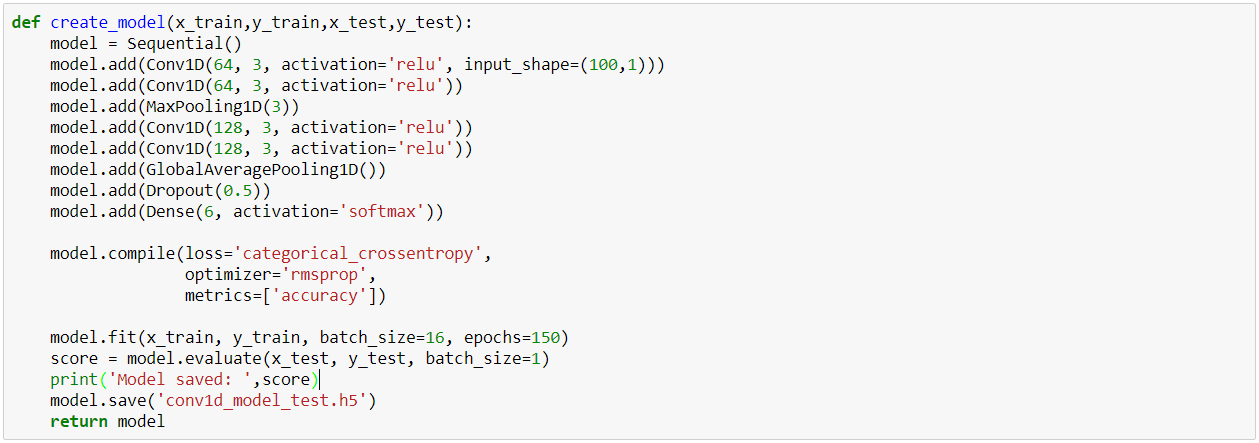 def create_model(x_train,y_train,x_test,y_test):
    model = Sequential()
    model.add(Conv1D(64, 3, activation='relu', input_shape=(100,1)))
    model.add(Conv1D(64, 3, activation='relu'))
    model.add(MaxPooling1D(3))
    model.add(Conv1D(128, 3, activation='relu'))
    model.add(Conv1D(128, 3, activation='relu'))
    model.add(GlobalAveragePooling1D())
    model.add(Dropout(0.5))
    model.add(Dense(6, activation='softmax'))

    model.compile(loss='categorical_crossentropy',
                  optimizer='rmsprop',
                  metrics=['accuracy'])

    model.fit(x_train, y_train, batch_size=16, epochs=150)
    score = model.evaluate(x_test, y_test, batch_size=1)
    print('Model saved: ',score)
    model.save('conv1d_model_test.h5')
    return model